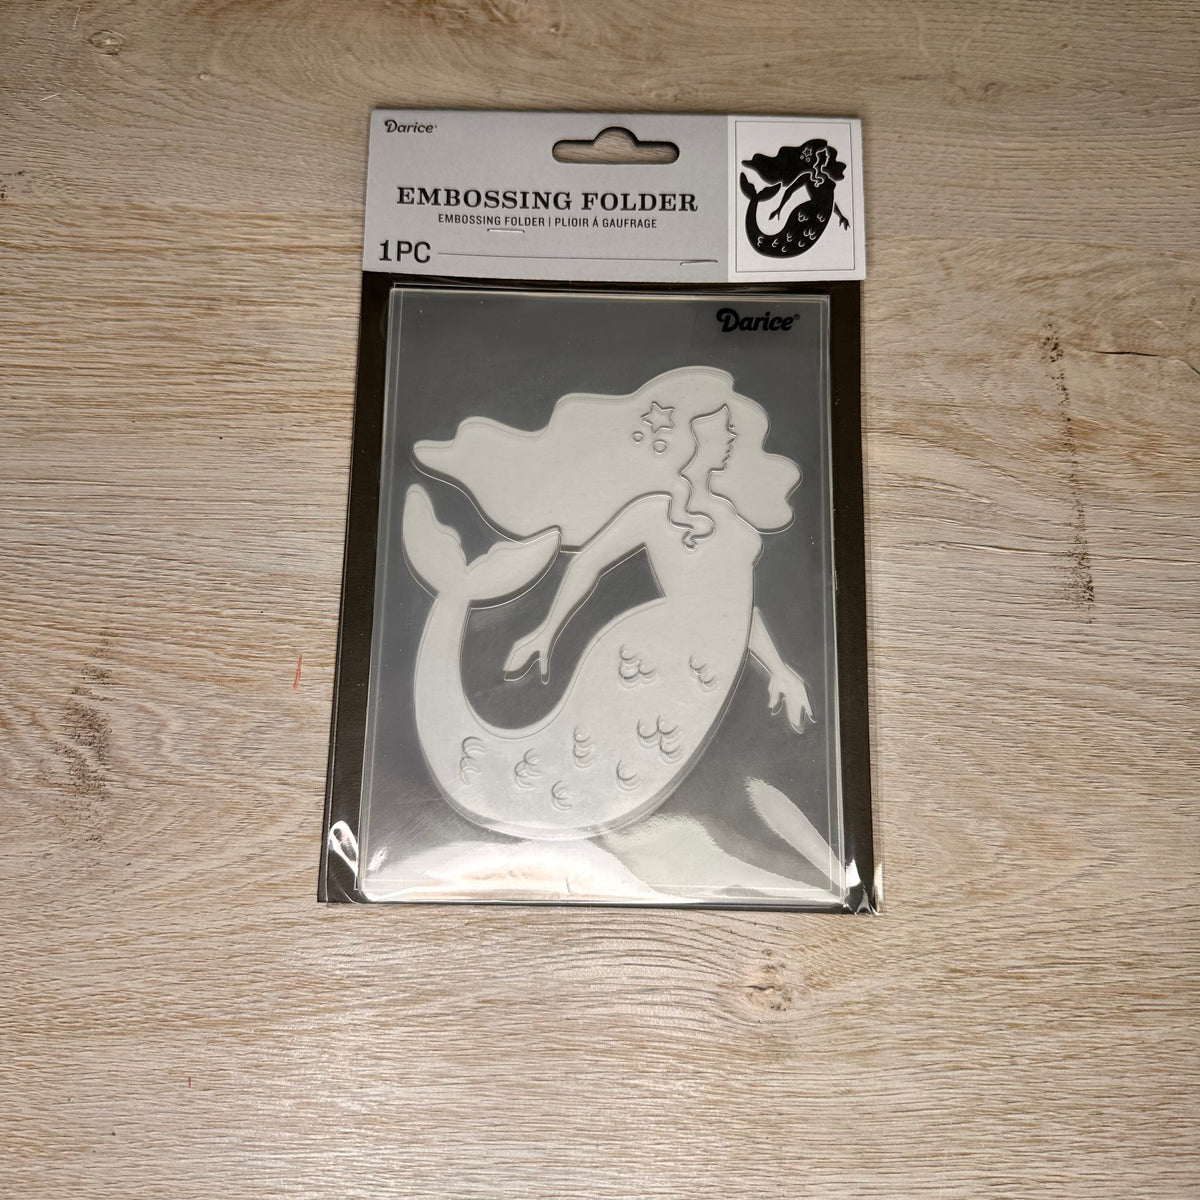 Darice®
EMBOSSING FOLDER
EMBOSSING FOLDER | PLIOIR Á GAUFRAGE
1PC
Darice®